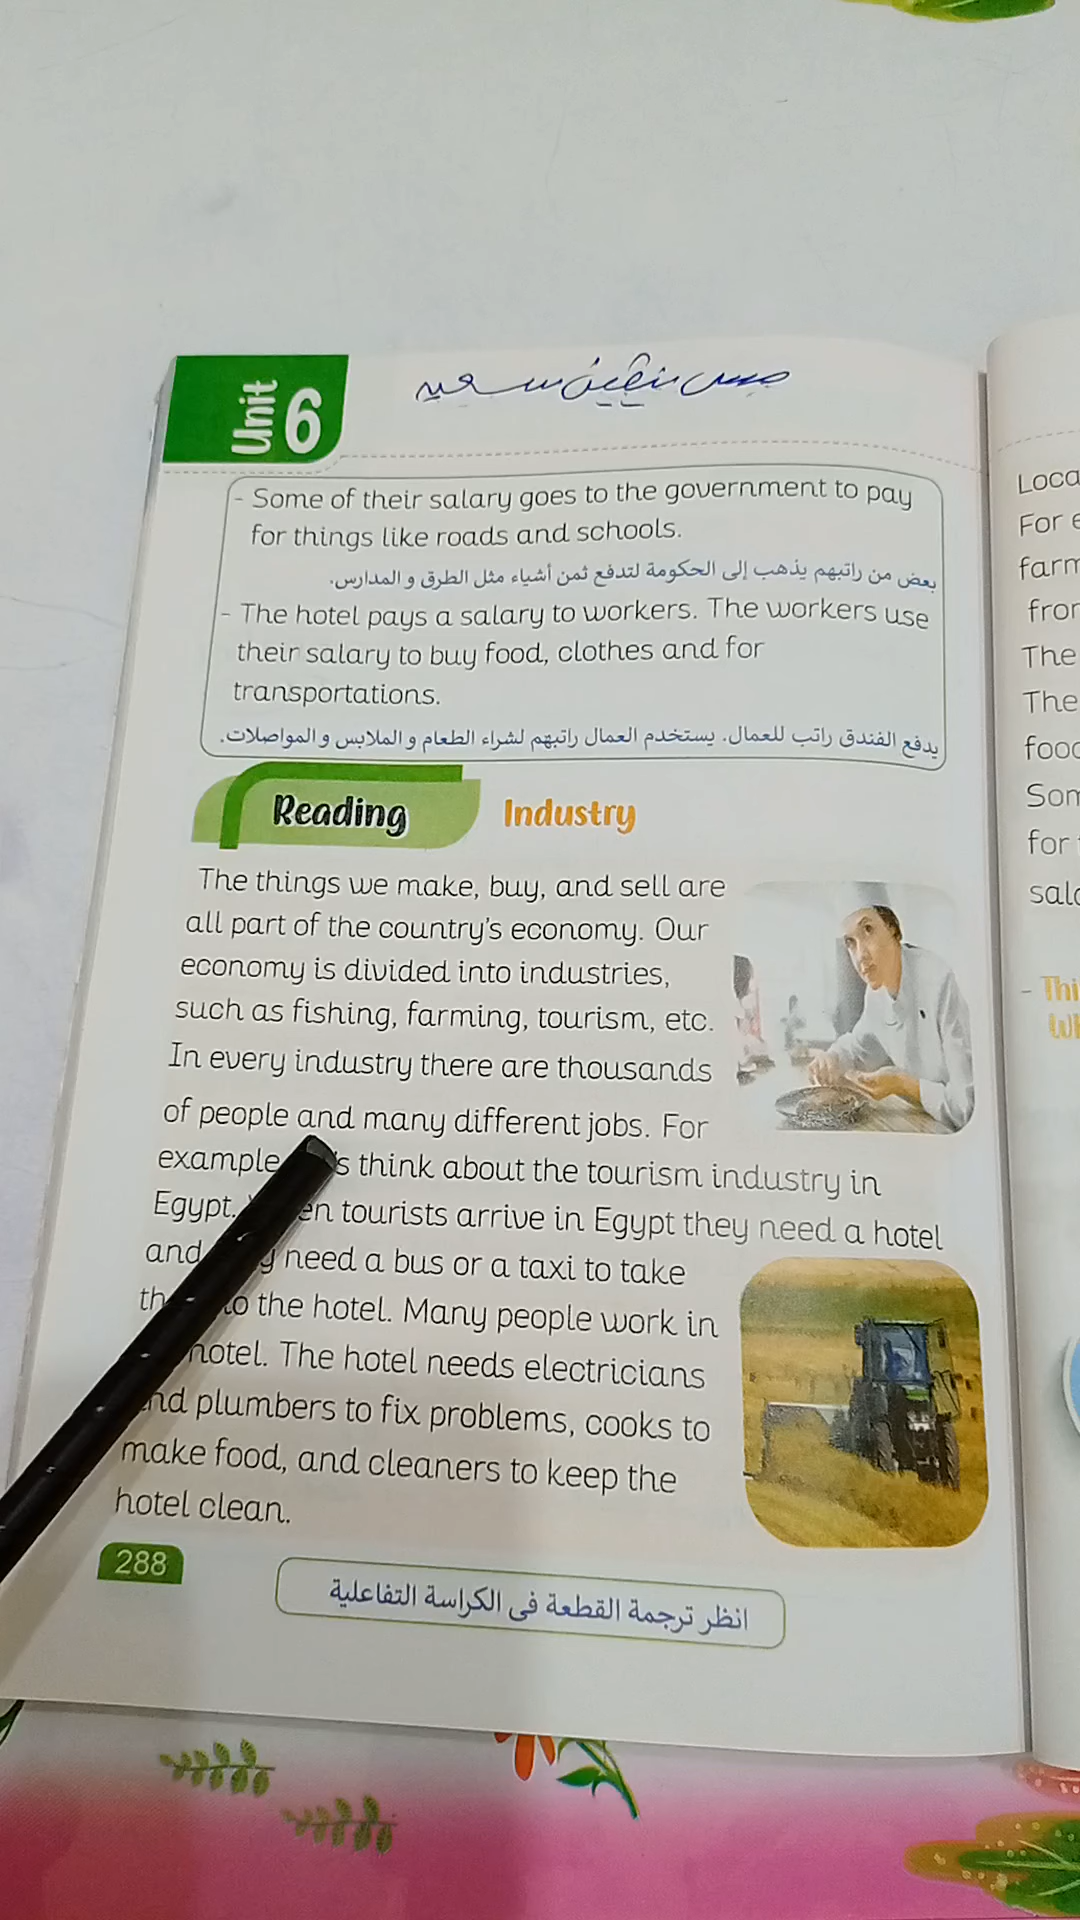 Unit 6
- Some of their salary goes to the government to pay
for things like roads and schools.
بعض من راتبهم يذهب إلى الحكومة لتدفع ثمن أشياء مثل الطرق و المدارس.
- The hotel pays a salary to workers. The workers use
their salary to buy food, clothes and for
transportations.
يدفع الفندق راتب للعمال. يستخدم العمال راتبهم لشراء الطعام و الملابس و المواصلات.
Reading Industry
The things we make, buy, and sell are
all part of the country's economy. Our
economy is divided into industries,
such as fishing, farming, tourism, etc.
In every industry there are thousands
of people and many different jobs. For
example think about the tourism industry in
Egypt. tourists arrive in Egypt they need a hotel
and need a bus or a taxi to take
to the hotel. Many people work in
hotel. The hotel needs electricians
and plumbers to fix problems, cooks to
make food, and cleaners to keep the
hotel clean.
288
انظر ترجمة القطعة فى الكراسة التفاعلية
Loca
For e
farm
from
The
The
food
Som
for
sala
- Thi
Wh